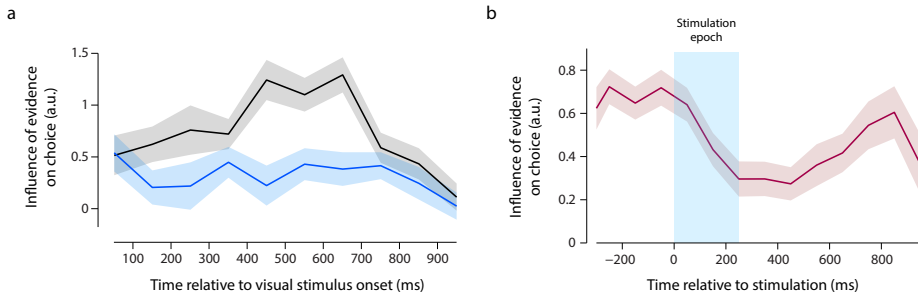 a
1.5
1
0.5
0
Influence of evidence
on choice (a.u.)
100 200 300 400 500 600 700 800 900
Time relative to visual stimulus onset (ms)
b
Stimulation
epoch
0.8
0.6
0.4
0.2
0
Influence of evidence
on choice (a.u.)
−200 0 200 400 600 800
Time relative to stimulation (ms)